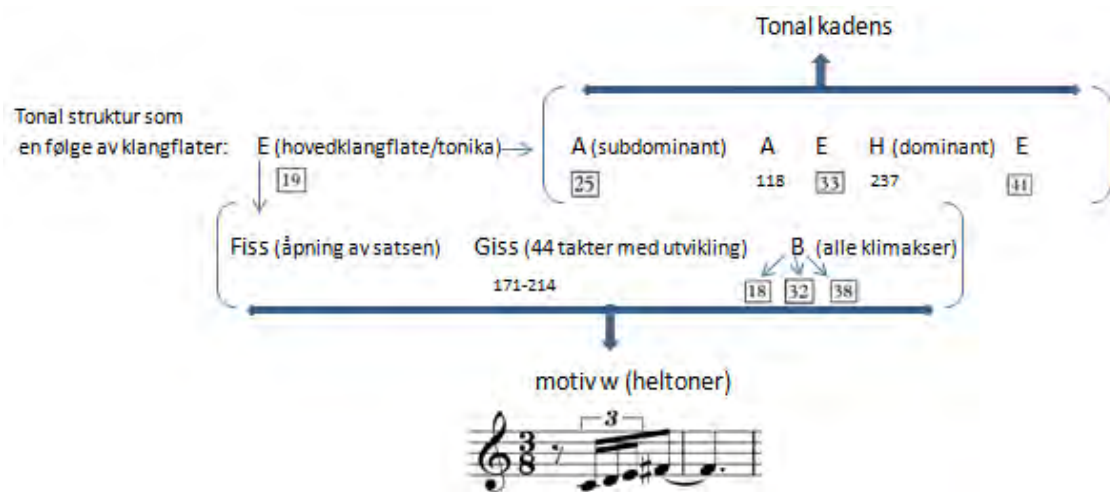 Tonal kadens
Tonal struktur som
en følge av klangflater: E (hovedklangflate/tonika) A (subdominant) A E H (dominant) E
19 25 118 33 237 41
Fiss (åpning av satsen) Giss (44 takter med utvikling) B (alle klimakser)
171-214 18 32 38
motiv w (heltoner)
3
3
8